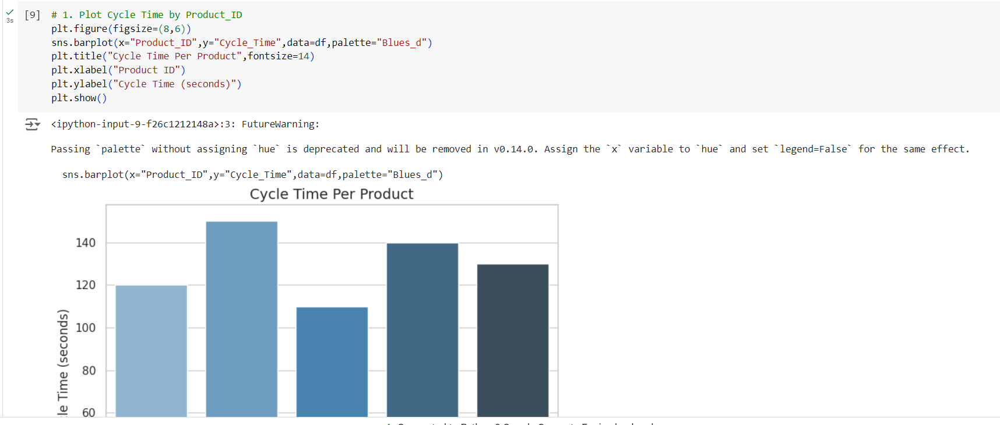 [9] # 1. Plot Cycle Time by Product_ID
3s
plt.figure(figsize=(8,6))
sns.barplot(x="Product_ID",y="Cycle_Time",data=df,palette="Blues_d")
plt.title("Cycle Time Per Product",fontsize=14)
plt.xlabel("Product ID")
plt.ylabel("Cycle Time (seconds)")
plt.show()
<ipython-input-9-f26c1212148a>:3: FutureWarning:
Passing `palette` without assigning `hue` is deprecated and will be removed in v0.14.0. Assign the `x` variable to `hue` and set `legend=False` for the same effect.
sns.barplot(x="Product_ID",y="Cycle_Time",data=df,palette="Blues_d")
Cycle Time Per Product
140
120
100
80
60
Time (seconds)